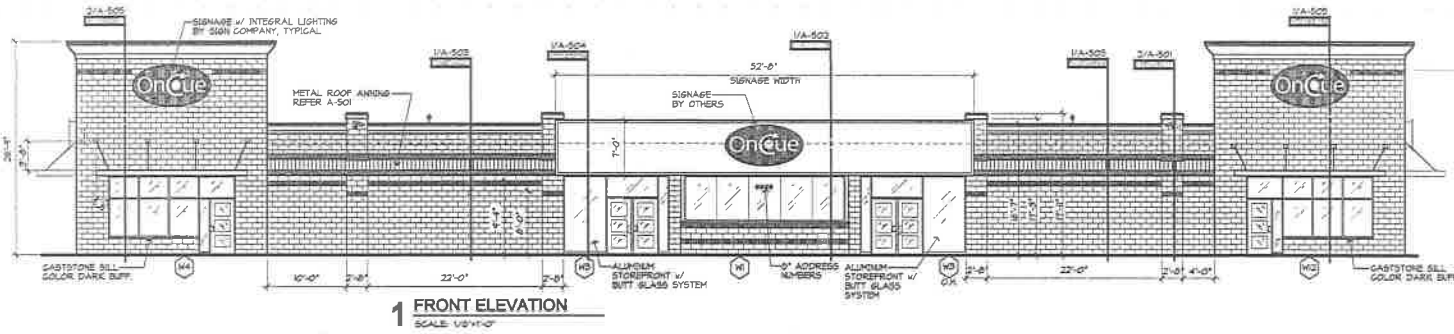 2/A-505
SIGNAGE w/ INTEGRAL LIGHTING
BY SIGN COMPANY, TYPICAL
1/A-503
1/A-504
1/A-502
1/A-503
2/A-501
1/A-505
52'-8"
SIGNAGE WIDTH
METAL ROOF AWNING
REFER A-501
SIGNAGE
BY OTHERS
OnCue
OnCue
OnCue
7'-0"
CASTSTONE SILL
COLOR DARK BUFF.
W4
10'-0"
2'-8"
22'-0"
2'-8"
W3
ALUMINUM
STOREFRONT w/
BUTT GLASS SYSTEM
W1
8" ADDRESS
NUMBERS
ALUMINUM
STOREFRONT w/
BUTT GLASS
SYSTEM
W3
O.H.
2'-8"
22'-0"
2'-8"
4'-0"
W12
CASTSTONE SILL
COLOR DARK BUFF
1 FRONT ELEVATION
SCALE: 1/8"=1'-0"